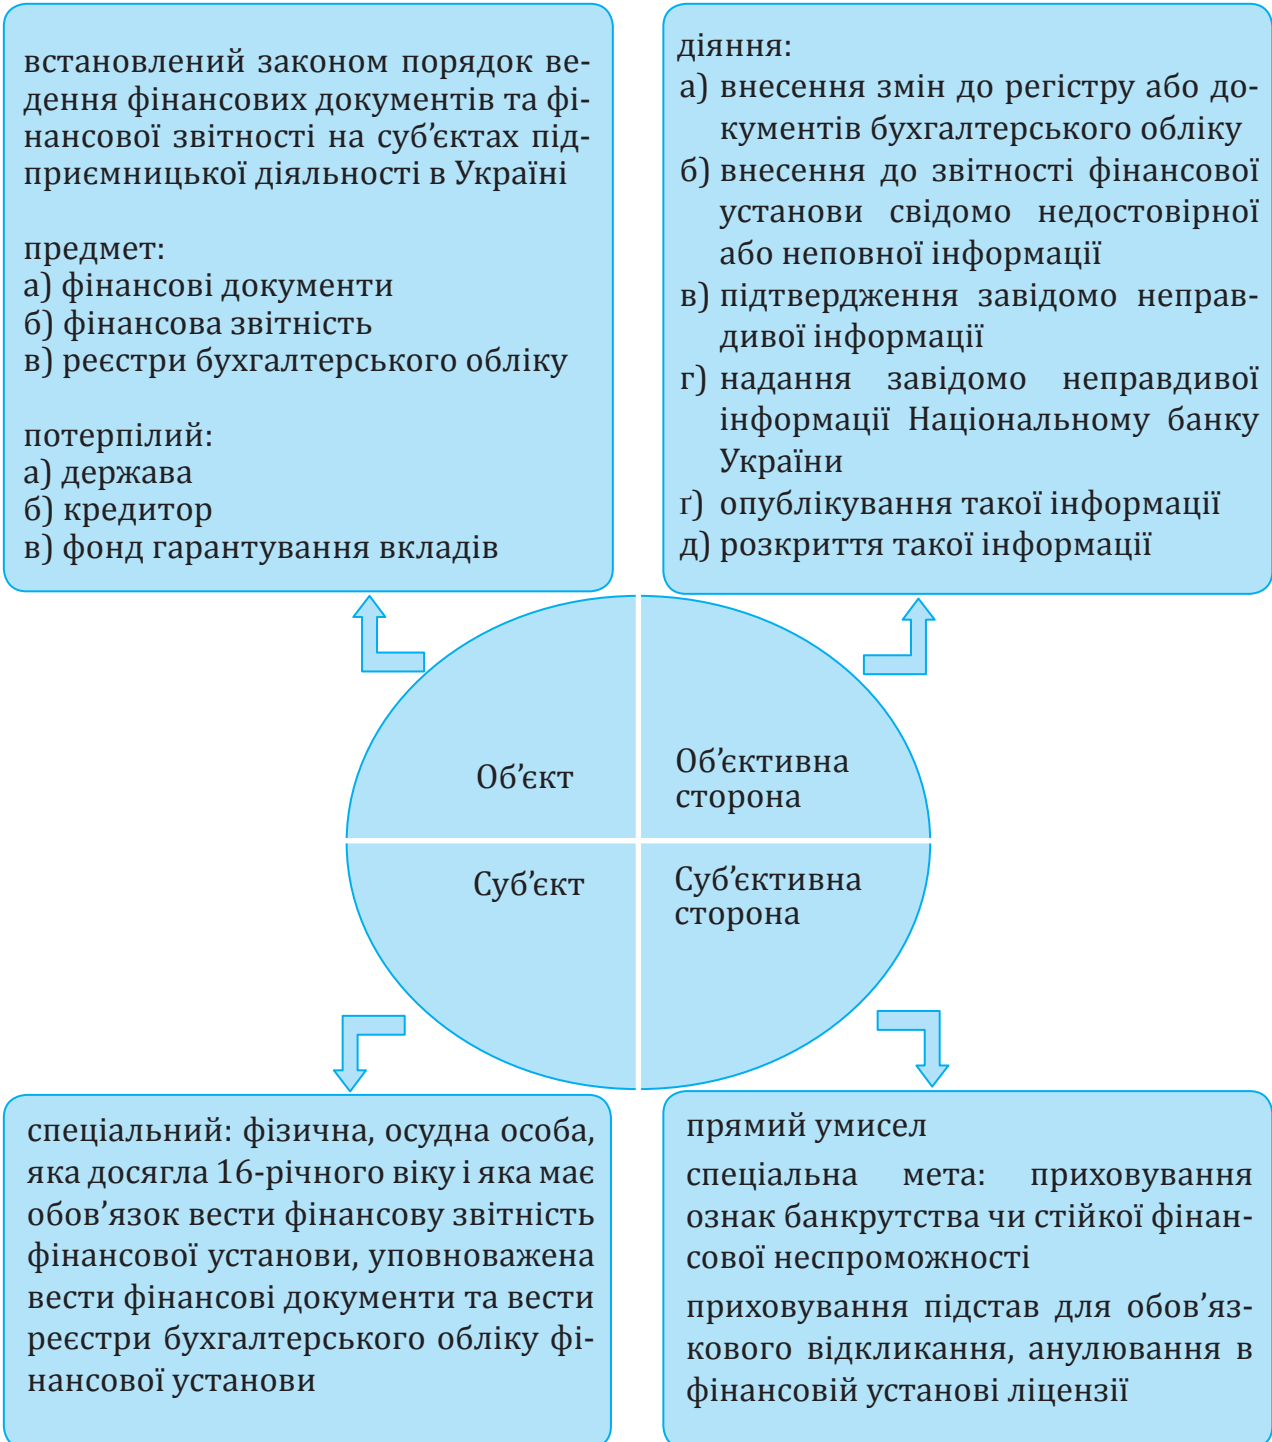 встановлений законом порядок ве-
дення фінансових документів та фі-
нансової звітності на суб’єктах під-
приємницької діяльності в Україні
предмет:
а) фінансові документи
б) фінансова звітність
в) реєстри бухгалтерського обліку
потерпілий:
а) держава
б) кредитор
в) фонд гарантування вкладів
діяння:
а) внесення змін до регістру або до-
кументів бухгалтерського обліку
б) внесення до звітності фінансової
установи свідомо недостовірної
або неповної інформації
в) підтвердження завідомо неправ-
дивої інформації
г) надання завідомо неправдивої
інформації Національному банку
України
ґ) опублікування такої інформації
д) розкриття такої інформації
Об’єкт
Об’єктивна
сторона
Суб’єкт
Суб’єктивна
сторона
спеціальний: фізична, осудна особа,
яка досягла 16-річного віку і яка має
обов’язок вести фінансову звітність
фінансової установи, уповноважена
вести фінансові документи та вести
реєстри бухгалтерського обліку фі-
нансової установи
прямий умисел
спеціальна мета: приховування
ознак банкрутства чи стійкої фінан-
сової неспроможності
приховування підстав для обов’яз-
кового відкликання, анулювання в
фінансовій установі ліцензії